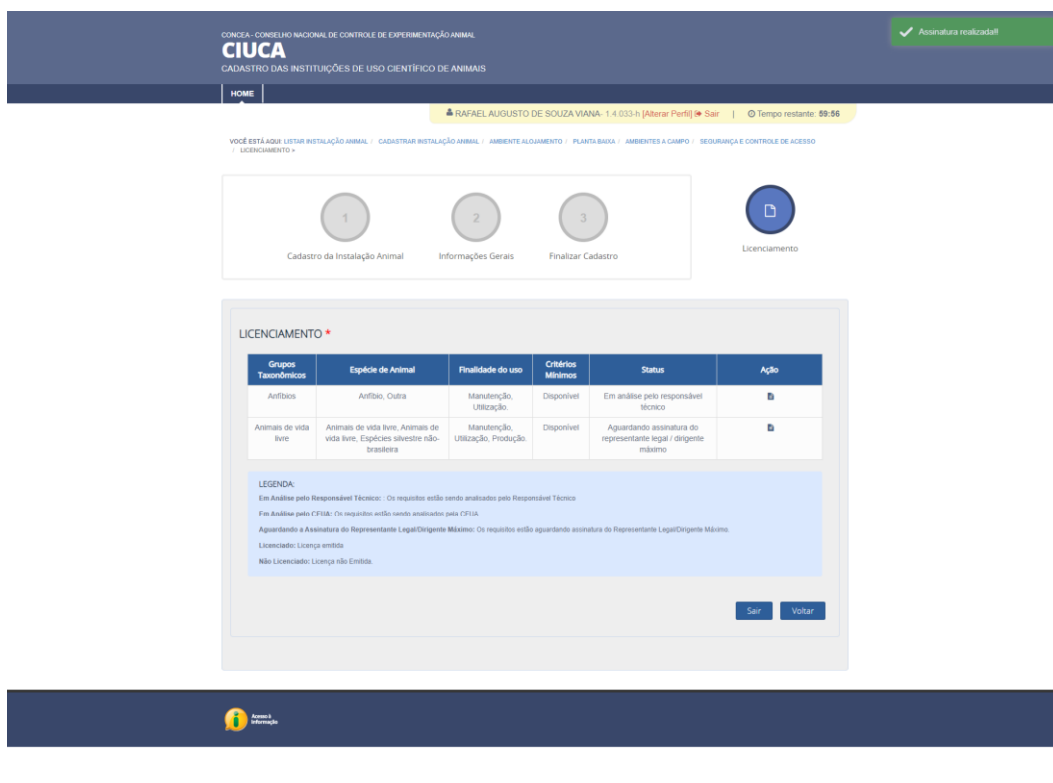 CONCEA - CONSELHO NACIONAL DE CONTROLE DE EXPERIMENTAÇÃO ANIMAL
CIUCA
CADASTRO DAS INSTITUIÇÕES DE USO CIENTÍFICO DE ANIMAIS
Assinatura realizada!!
HOME
RAFAEL AUGUSTO DE SOUZA VIANA- 1.4.033-h [Alterar Perfil] Sair | Tempo restante: 59:56
VOCÊ ESTÁ AQUI: LISTAR INSTALAÇÃO ANIMAL / CADASTRAR INSTALAÇÃO ANIMAL / AMBIENTE ALOJAMENTO / PLANTA BAIXA / AMBIENTES A CAMPO / SEGURANÇA E CONTROLE DE ACESSO
/ LICENCIAMENTO »
1 2 3
Cadastro da Instalação Animal Informações Gerais Finalizar Cadastro Licenciamento
LICENCIAMENTO *
Grupos Taxonômicos Espécie de Animal Finalidade do uso Critérios Mínimos Status Ação
Anfíbios Anfíbio, Outra Manutenção, Utilização. Disponível Em análise pelo responsável técnico
Animais de vida livre Animais de vida livre, Animais de vida livre, Espécies silvestre não-brasileira Manutenção, Utilização, Produção. Disponível Aguardando assinatura do representante legal / dirigente máximo
LEGENDA:
Em Análise pelo Responsável Técnico: : Os requisitos estão sendo analisados pelo Responsável Técnico
Em Análise pelo CEUA: Os requisitos estão sendo analisados pela CEUA.
Aguardando a Assinatura do Representante Legal/Dirigente Máximo: Os requisitos estão aguardando assinatura do Representante Legal/Dirigente Máximo.
Licenciado: Licença emitida
Não Licenciado: Licença não Emitida.
Sair Voltar
Acesso à
Informação